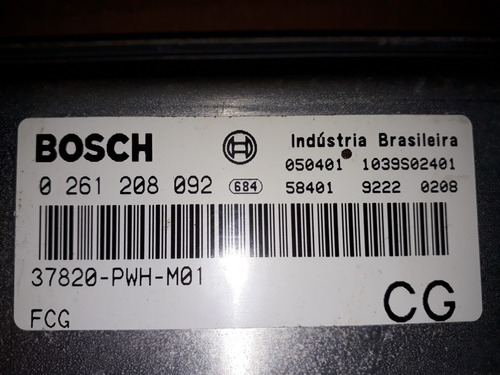 BOSCH
Indústria Brasileira
050401 1039S02401
0 261 208 092 684 58401 9222 0208
37820-PWH-M01
FCG
CG